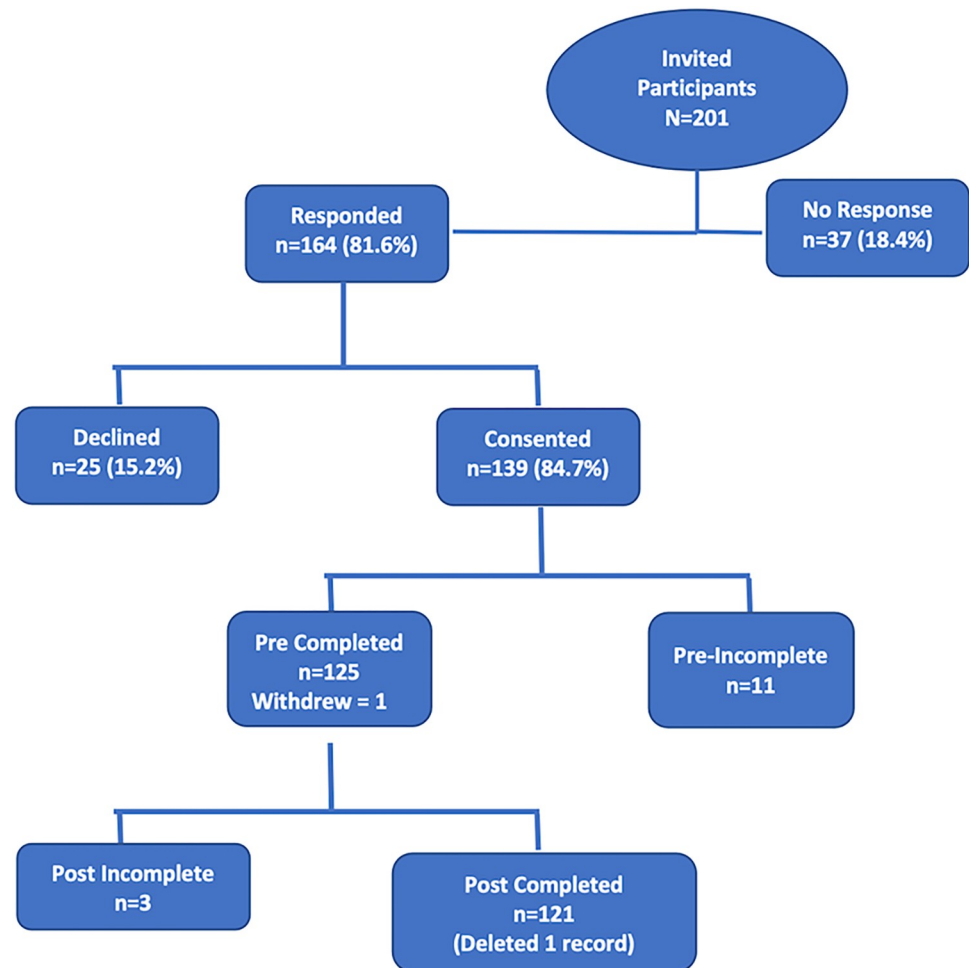 Invited
Participants
N=201
Responded
n=164 (81.6%)
No Response
n=37 (18.4%)
Declined
n=25 (15.2%)
Consented
n=139 (84.7%)
Pre Completed
n=125
Withdrew = 1
Pre-Incomplete
n=11
Post Incomplete
n=3
Post Completed
n=121
(Deleted 1 record)